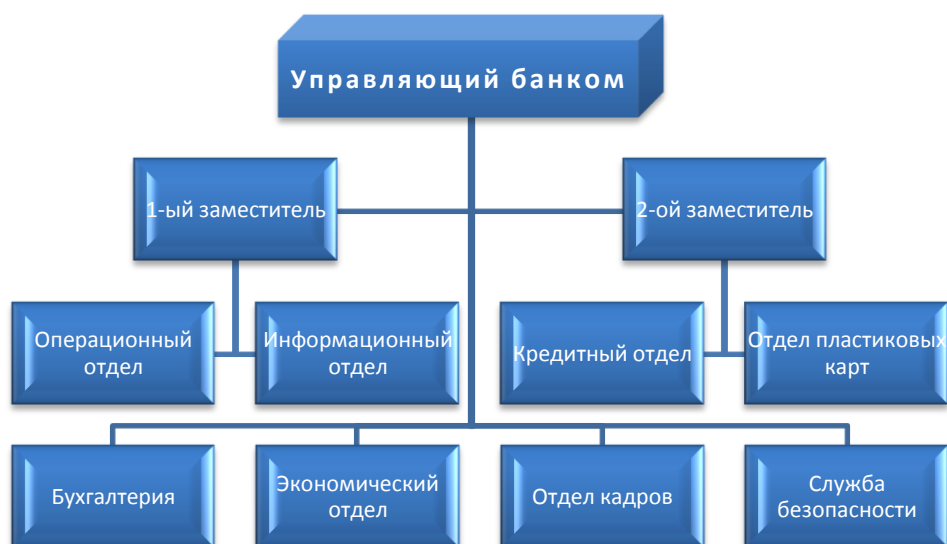 Управляющий банком
1-ый заместитель
2-ой заместитель
Операционный
отдел
Информационный
отдел
Кредитный отдел
Отдел пластиковых
карт
Бухгалтерия
Экономический
отдел
Отдел кадров
Служба
безопасности